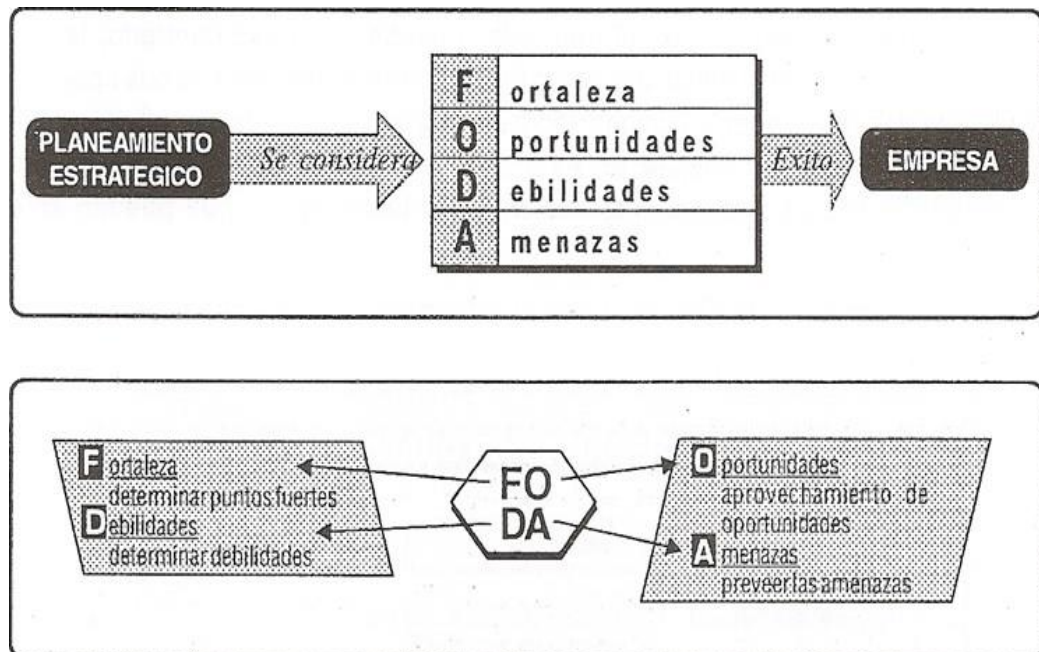 PLANEAMIENTO
ESTRATEGICO
Se considera
F ortaleza
O portunidades
D ebilidades
A menazas
Exito
EMPRESA
F ortaleza
determinar puntos fuertes
D ebilidades
determinar debilidades
FO
DA
O portunidades
aprovechamiento de
oportunidades
A menazas
preveer las amenazas